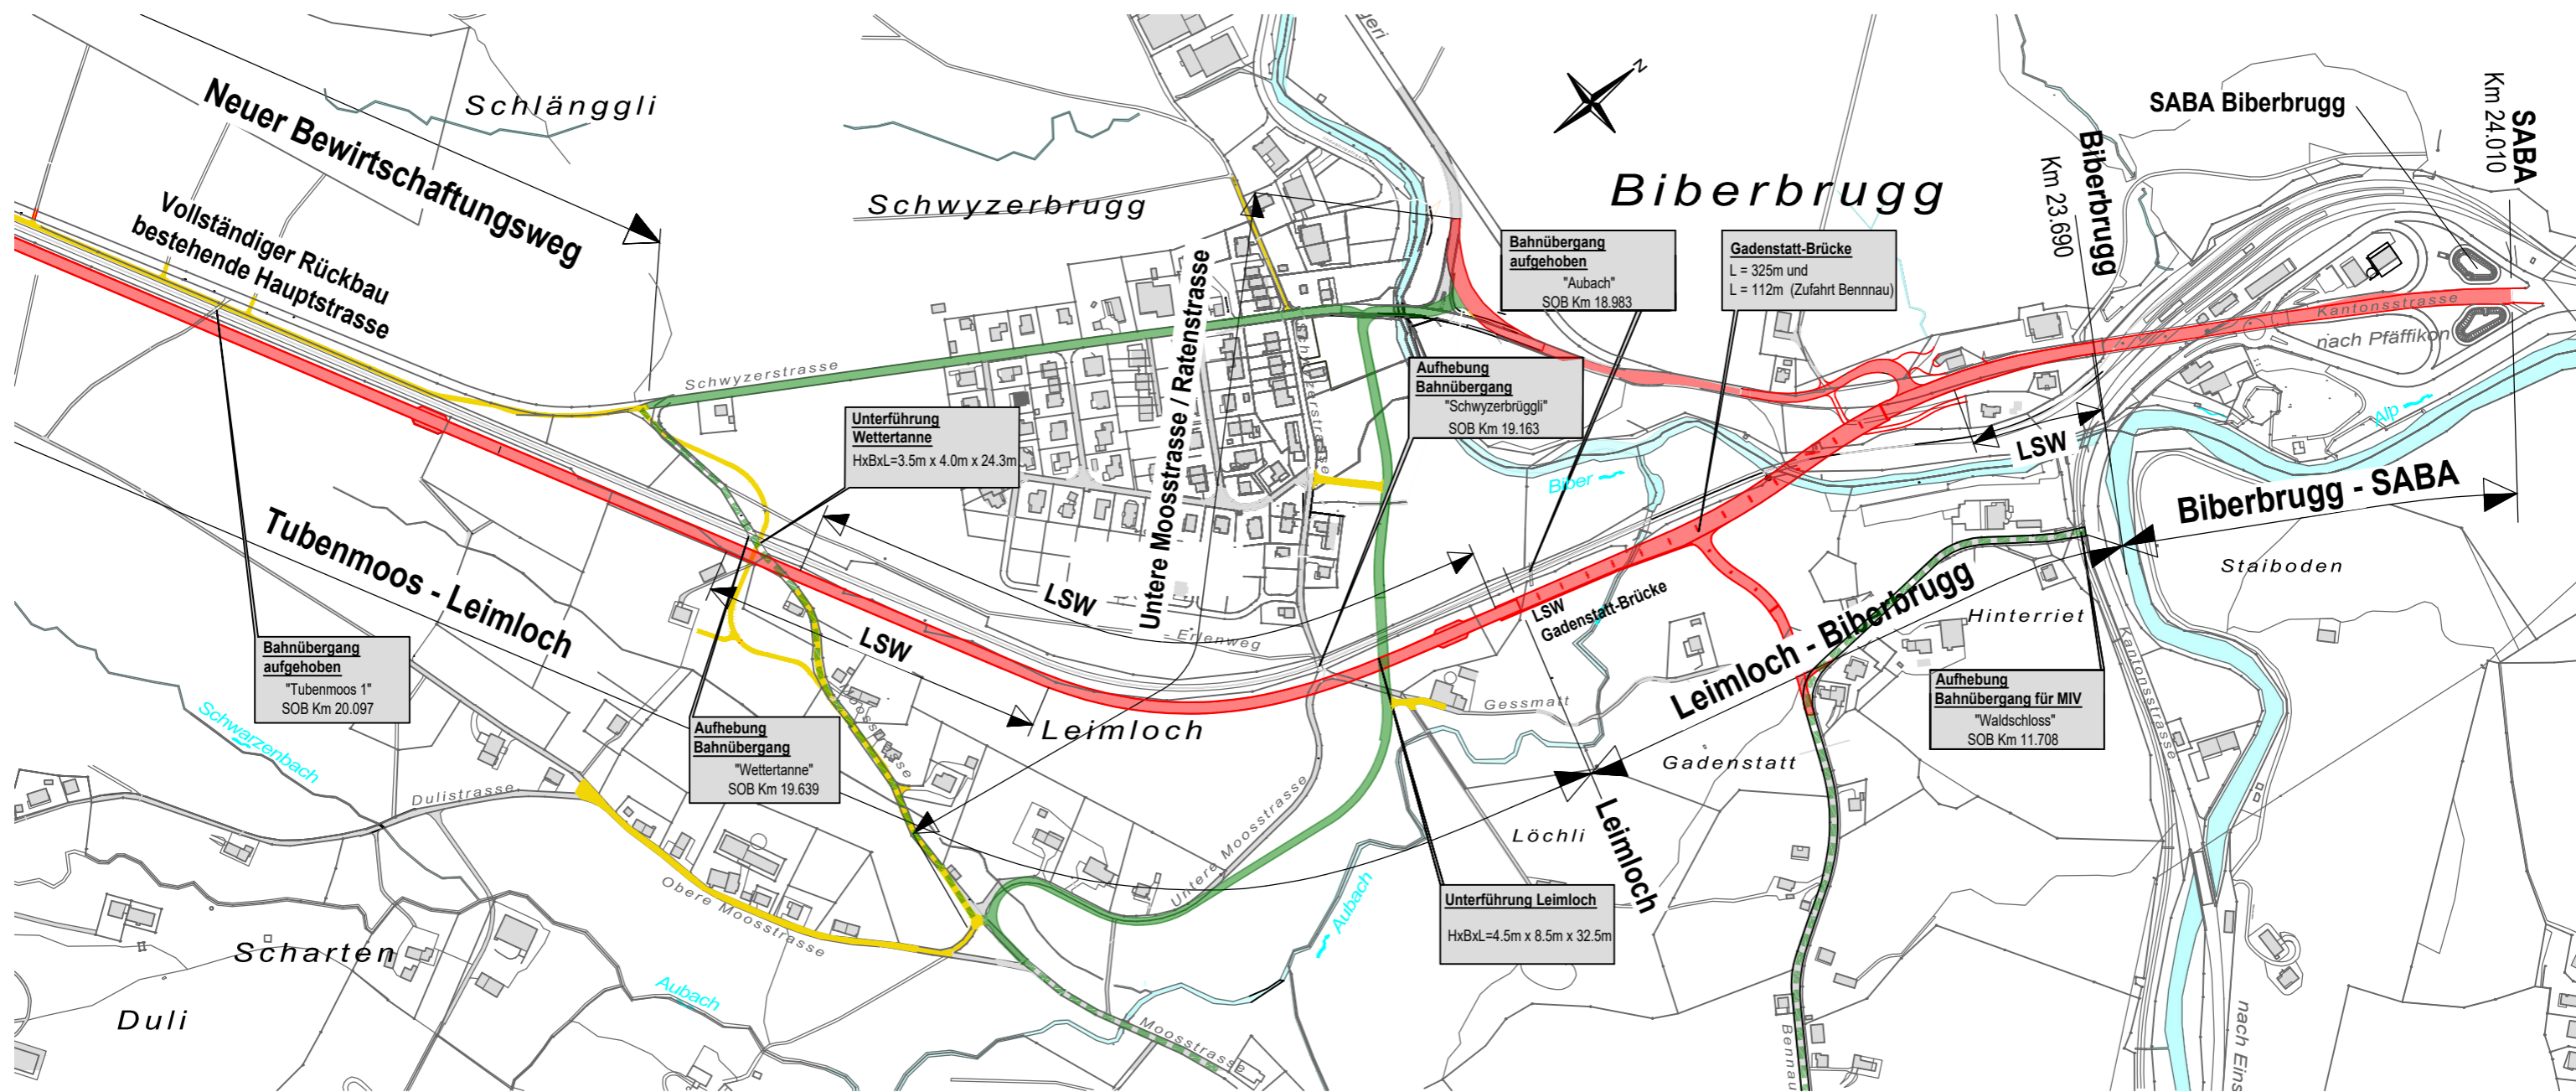 Neuer Bewirtschaftungsweg
Schlänggli
Vollständiger Rückbau
bestehende Hauptstrasse
Schwyzerbrugg
Biberbrugg
N
SABA Biberbrugg
SABA
Km 24.010
Biberbrugg
Km 23.690
Bahnübergang
aufgehoben
"Aubach"
SOB Km 18.983
Gadenstatt-Brücke
L = 325m und
L = 112m (Zufahrt Bennnau)
Kantonsstrasse
nach Pfäffikon
Schwyzerstrasse
Untere Moosstrasse / Ratenstrasse
Aufhebung
Bahnübergang
"Schwyzerbrüggli"
SOB Km 19.163
Unterführung
Wettertanne
HxBxL=3.5m x 4.0m x 24.3m
Alp
LSW
Biber
Biberbrugg - SABA
Tubenmoos - Leimloch
LSW
LSW
Erlenweg
LSW
Gadenstatt-Brücke
Staiboden
Hinterriet
Leimloch - Biberbrugg
Bahnübergang
aufgehoben
"Tubenmoos 1"
SOB Km 20.097
Schwarzenbach
Aufhebung
Bahnübergang
"Wettertanne"
SOB Km 19.639
Moosstrasse
Leimloch
Gessmatt
Aufhebung
Bahnübergang für MIV
"Waldschloss"
SOB Km 11.708
Kantonsstrasse
Gadenstatt
Dulistrasse
Leimloch
Löchli
Untere Moosstrasse
Obere Moosstrasse
Unterführung Leimloch
HxBxL=4.5m x 8.5m x 32.5m
Aubach
Scharten
Aubach
Duli
Moosstrasse
Bennau
nach Eins